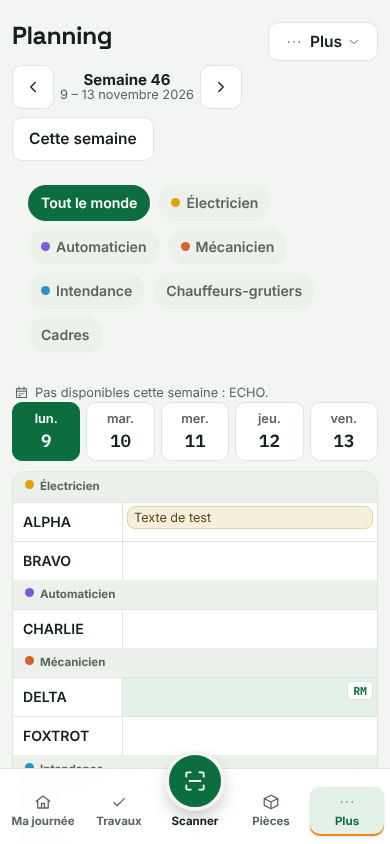 Planning
··· Plus
Semaine 46
9 – 13 novembre 2026
Cette semaine
Tout le monde
Électricien
Automaticien
Mécanicien
Intendance
Chauffeurs-grutiers
Cadres
Pas disponibles cette semaine : ECHO.
lun. mar. mer. jeu. ven.
9 10 11 12 13
Électricien
ALPHA Texte de test
BRAVO
Automaticien
CHARLIE
Mécanicien
DELTA RM
FOXTROT
Intendance
Ma journée Travaux Scanner Pièces Plus